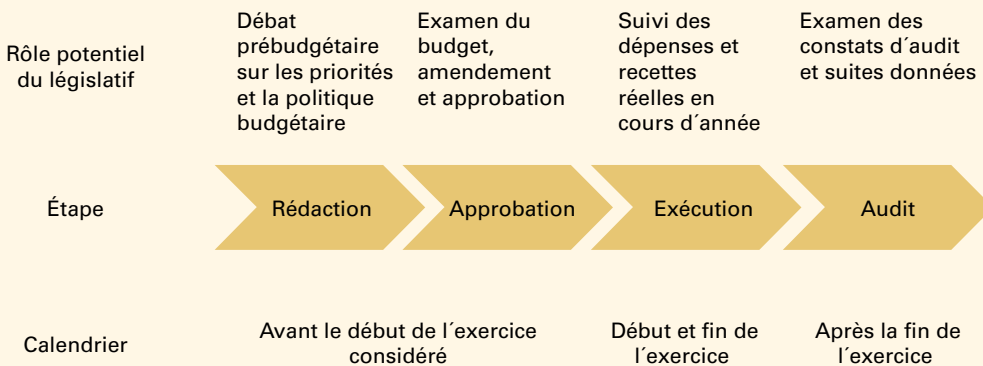 Rôle potentiel
du législatif
Débat
prébudgétaire
sur les priorités
et la politique
budgétaire
Examen du
budget,
amendement
et approbation
Suivi des
dépenses et
recettes
réelles en
cours d´année
Examen des
constats d´audit
et suites données
Étape
Rédaction
Approbation
Exécution
Audit
Calendrier
Avant le début de l´exercice
considéré
Début et fin de
l´exercice
Après la fin de
l´exercice